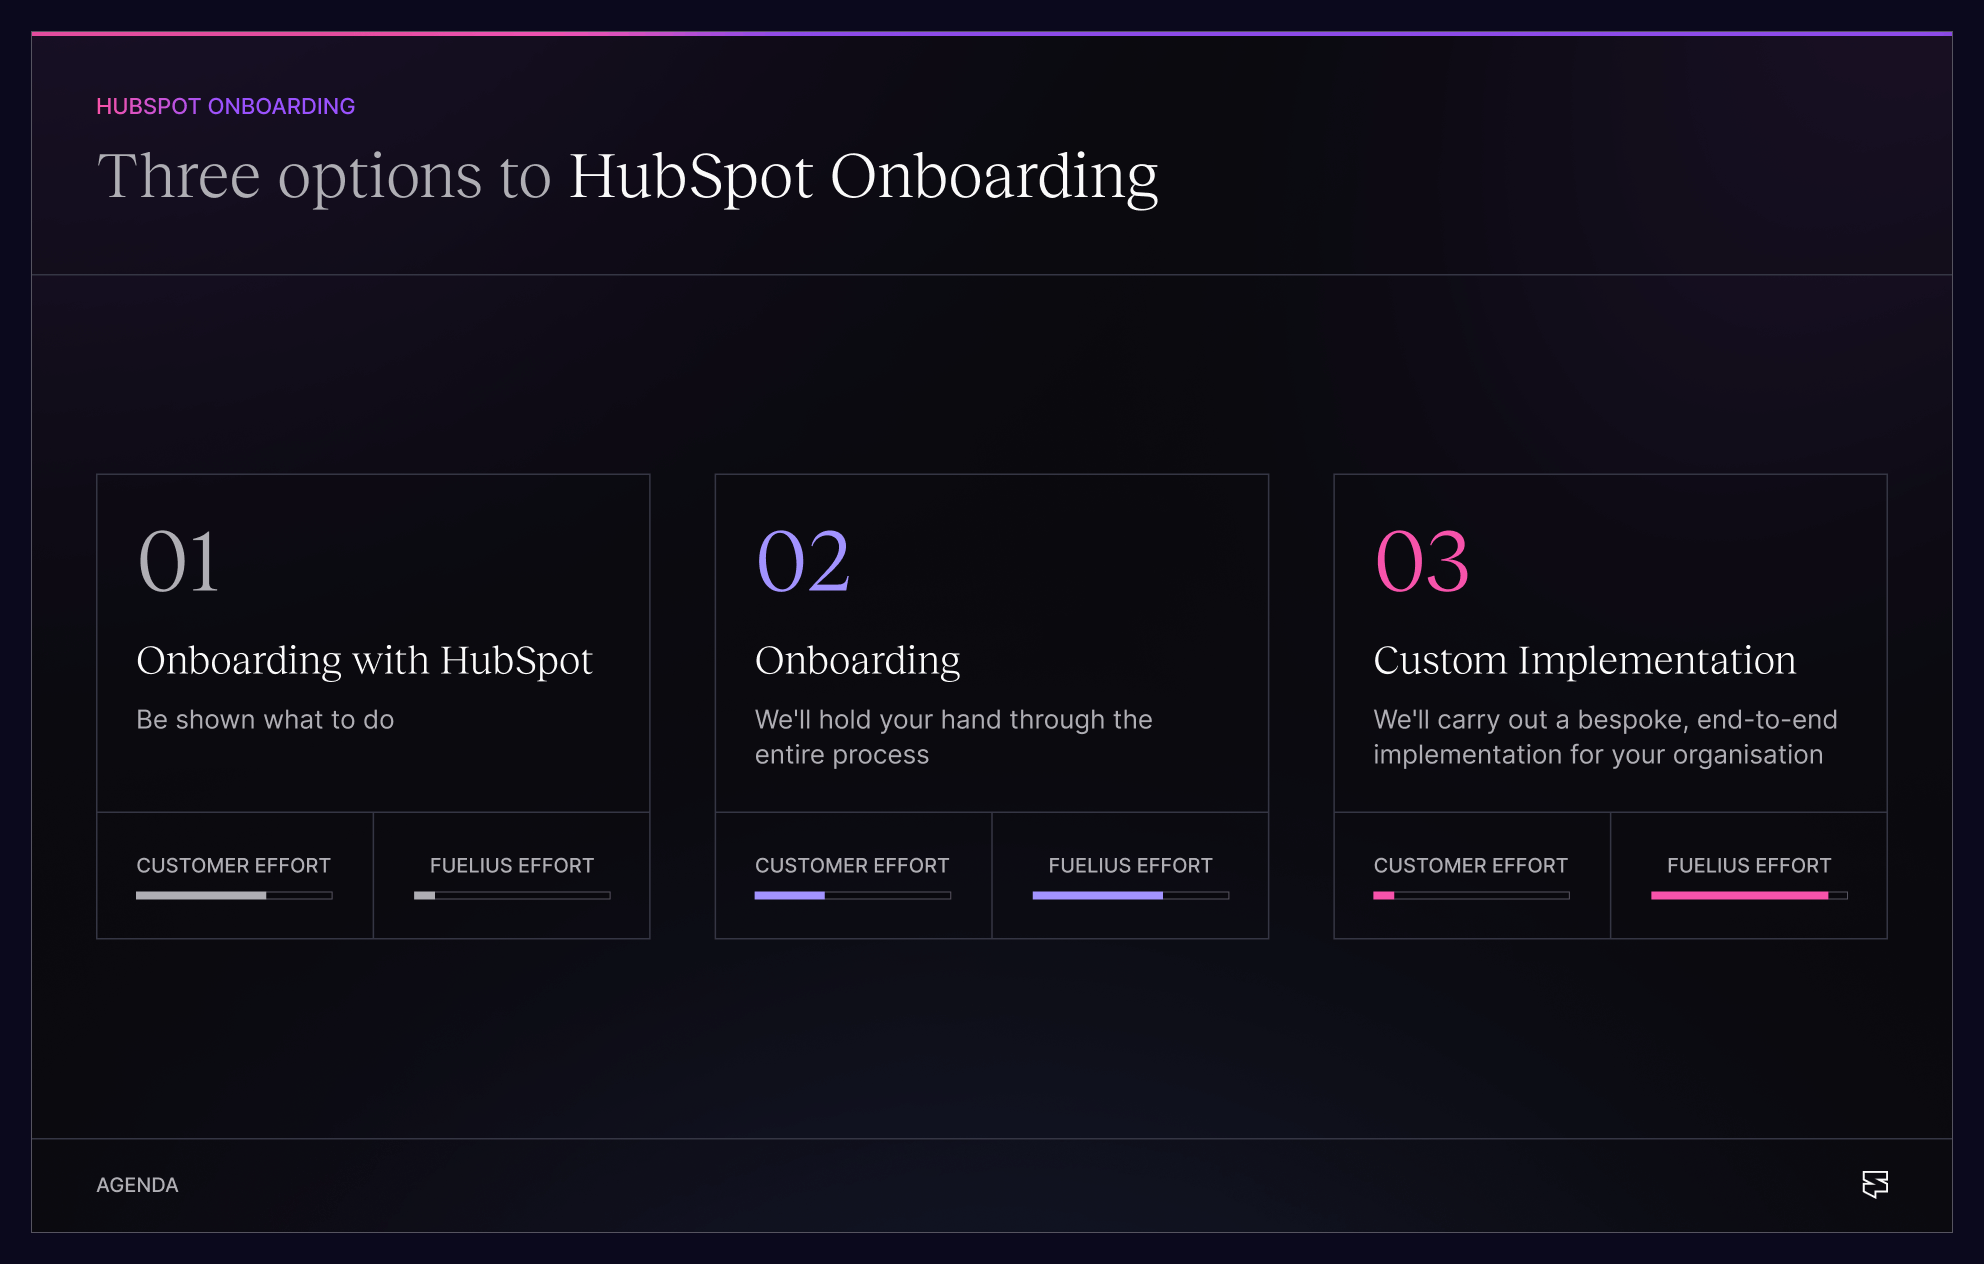 HUBSPOT ONBOARDING
Three options to HubSpot Onboarding
01
Onboarding with HubSpot
Be shown what to do
CUSTOMER EFFORT
FUELIUS EFFORT
02
Onboarding
We'll hold your hand through the
entire process
CUSTOMER EFFORT
FUELIUS EFFORT
03
Custom Implementation
We'll carry out a bespoke, end-to-end
implementation for your organisation
CUSTOMER EFFORT
FUELIUS EFFORT
AGENDA